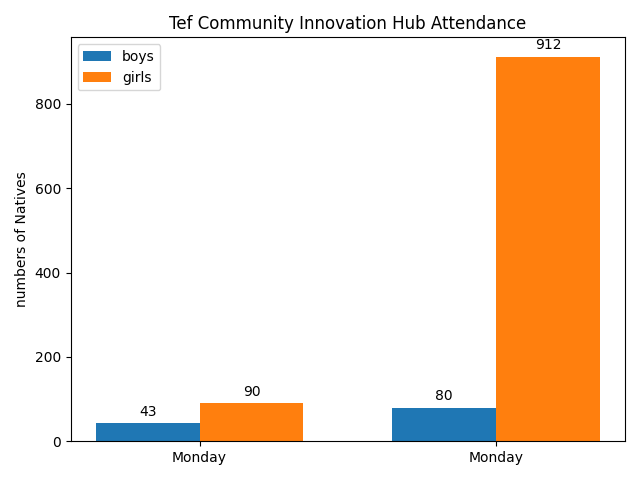 Tef Community Innovation Hub Attendance
boys
girls
numbers of Natives
800
600
400
200
0
43
90
80
912
Monday
Monday